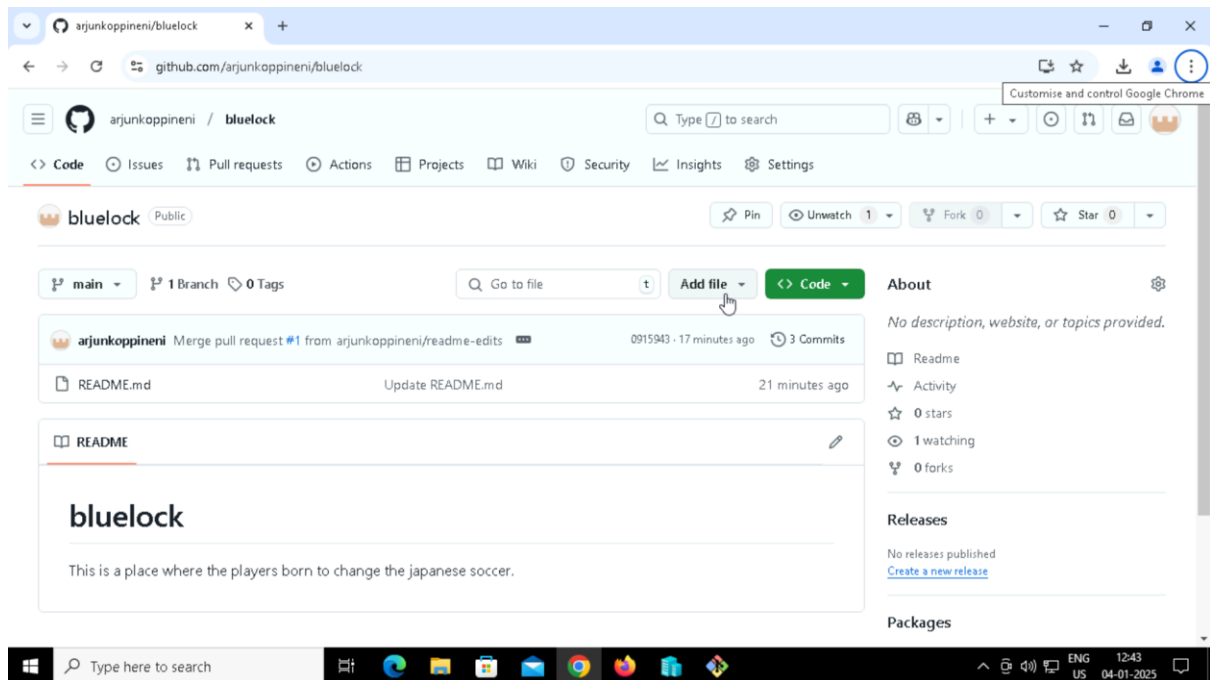 arjunkoppineni/bluelock
github.com/arjunkoppineni/bluelock
Customise and control Google Chrome
arjunkoppineni / bluelock
Type / to search
Code Issues Pull requests Actions Projects Wiki Security Insights Settings
bluelock Public
Pin Unwatch 1 Fork 0 Star 0
main 1 Branch 0 Tags Go to file t Add file Code
About
No description, website, or topics provided.
arjunkoppineni Merge pull request #1 from arjunkoppineni/readme-edits 0915943 · 17 minutes ago 3 Commits
README.md Update README.md 21 minutes ago
Readme
Activity
0 stars
1 watching
0 forks
README
bluelock
This is a place where the players born to change the japanese soccer.
Releases
No releases published
Create a new release
Packages
Type here to search
ENG 12:43
US 04-01-2025